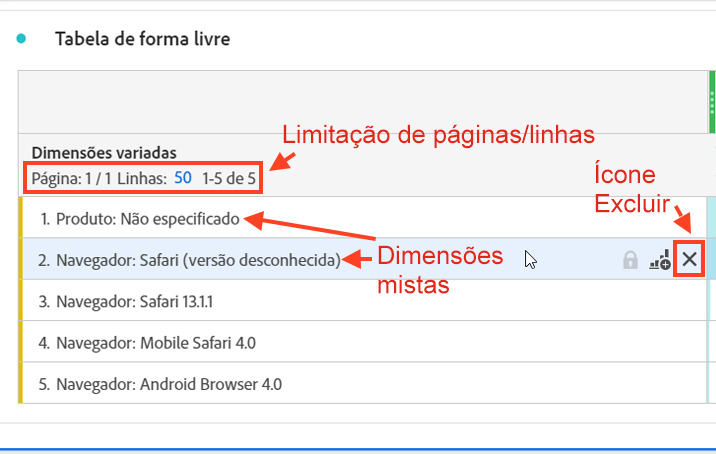 Tabela de forma livre
Limitação de páginas/linhas
Dimensões variadas
Página: 1 / 1 Linhas: 50 1-5 de 5
Ícone
Excluir
1. Produto: Não especificado
2. Navegador: Safari (versão desconhecida)
Dimensões
mistas
3. Navegador: Safari 13.1.1
4. Navegador: Mobile Safari 4.0
5. Navegador: Android Browser 4.0